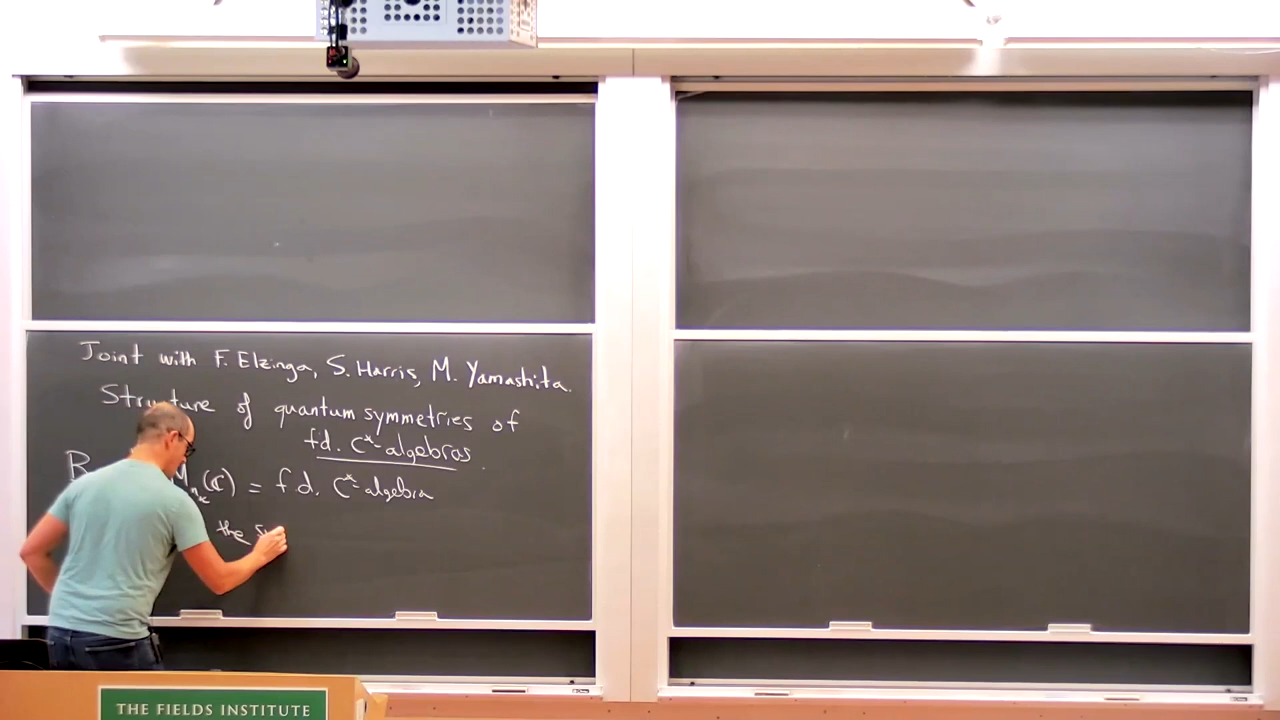 Joint with F. Elzinga, S. Harris, M. Yamashita.
Structure of quantum symmetries of
f.d. C*-algebras
B (C) = f.d. C*-algebra
the
THE FIELDS INSTITUTE